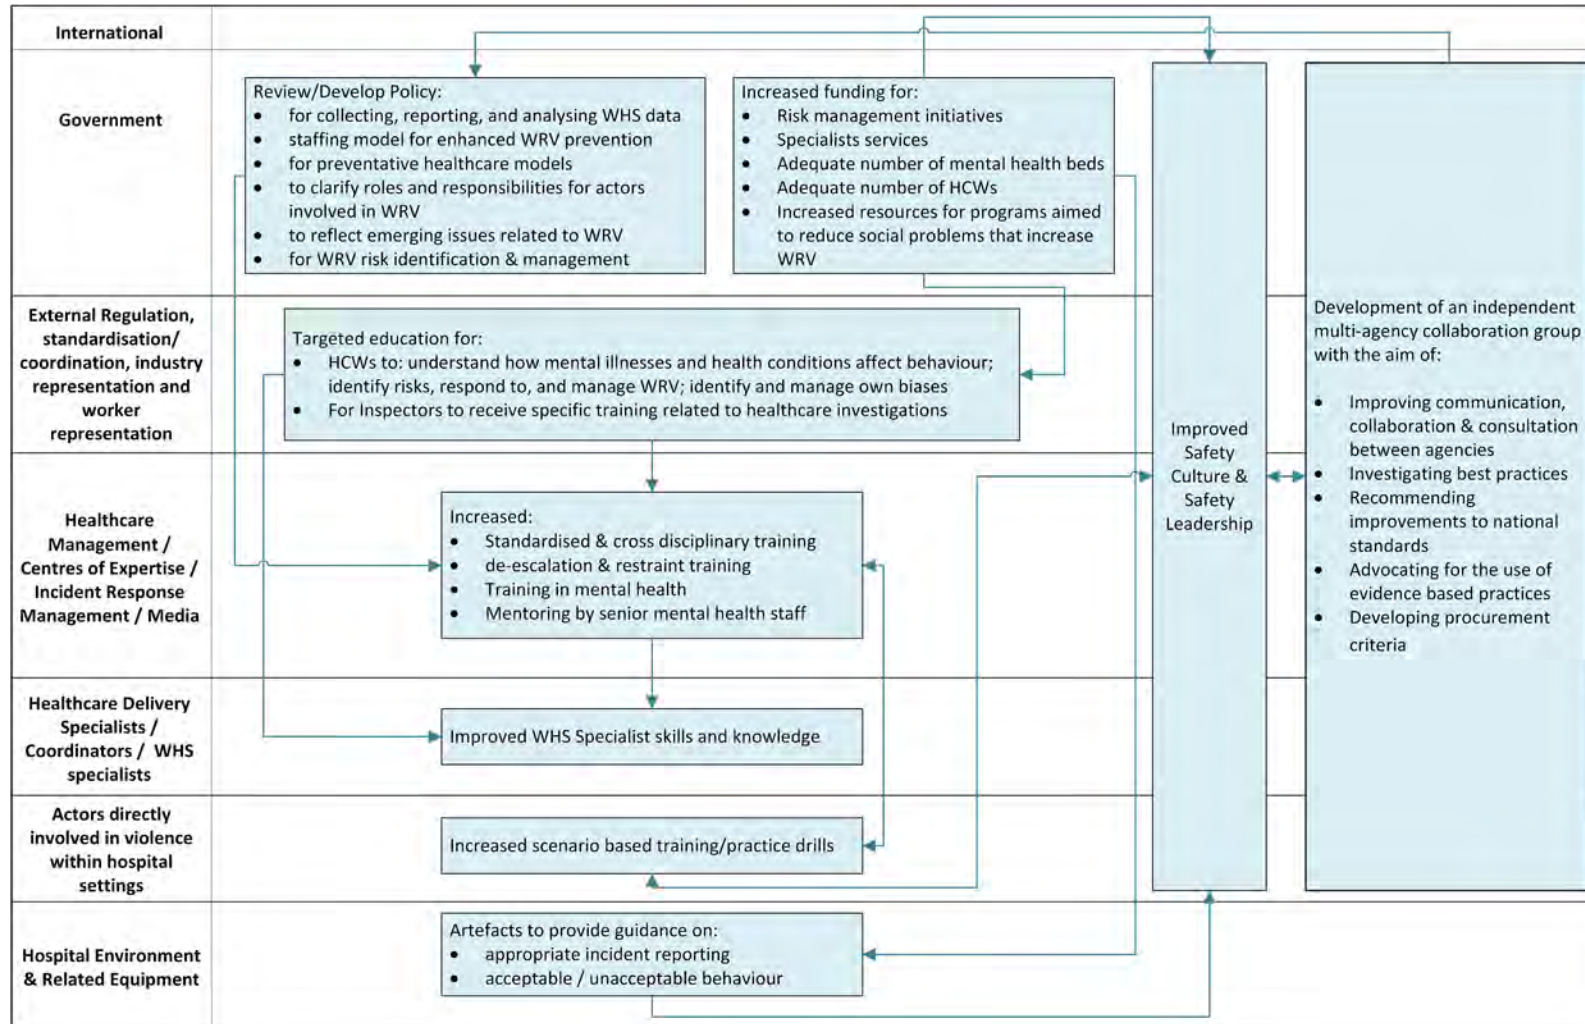 International
Government
Review/Develop Policy:
• for collecting, reporting, and analysing WHS data
• staffing model for enhanced WRV prevention
• for preventative healthcare models
• to clarify roles and responsibilities for actors
involved in WRV
• to reflect emerging issues related to WRV
• for WRV risk identification & management
Increased funding for:
• Risk management initiatives
• Specialists services
• Adequate number of mental health beds
• Adequate number of HCWs
• Increased resources for programs aimed
to reduce social problems that increase
WRV
External Regulation,
standardisation/
coordination, industry
representation and
worker
representation
Targeted education for:
• HCWs to: understand how mental illnesses and health conditions affect behaviour;
identify risks, respond to, and manage WRV; identify and manage own biases
• For Inspectors to receive specific training related to healthcare investigations
Healthcare
Management /
Centres of Expertise /
Incident Response
Management / Media
Increased:
• Standardised & cross disciplinary training
• de-escalation & restraint training
• Training in mental health
• Mentoring by senior mental health staff
Healthcare Delivery
Specialists /
Coordinators / WHS
specialists
Improved WHS Specialist skills and knowledge
Actors directly
involved in violence
within hospital
settings
Increased scenario based training/practice drills
Hospital Environment
& Related Equipment
Artefacts to provide guidance on:
• appropriate incident reporting
• acceptable / unacceptable behaviour
Improved
Safety
Culture &
Safety
Leadership
Development of an independent
multi-agency collaboration group
with the aim of:
• Improving communication,
collaboration & consultation
between agencies
• Investigating best practices
• Recommending
improvements to national
standards
• Advocating for the use of
evidence based practices
• Developing procurement
criteria